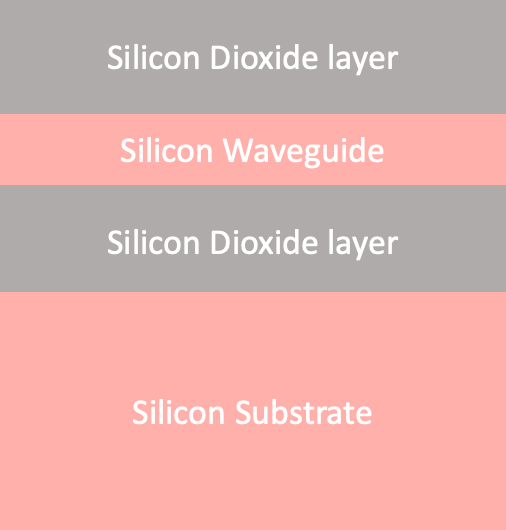 Silicon Dioxide layer
Silicon Waveguide
Silicon Dioxide layer
Silicon Substrate